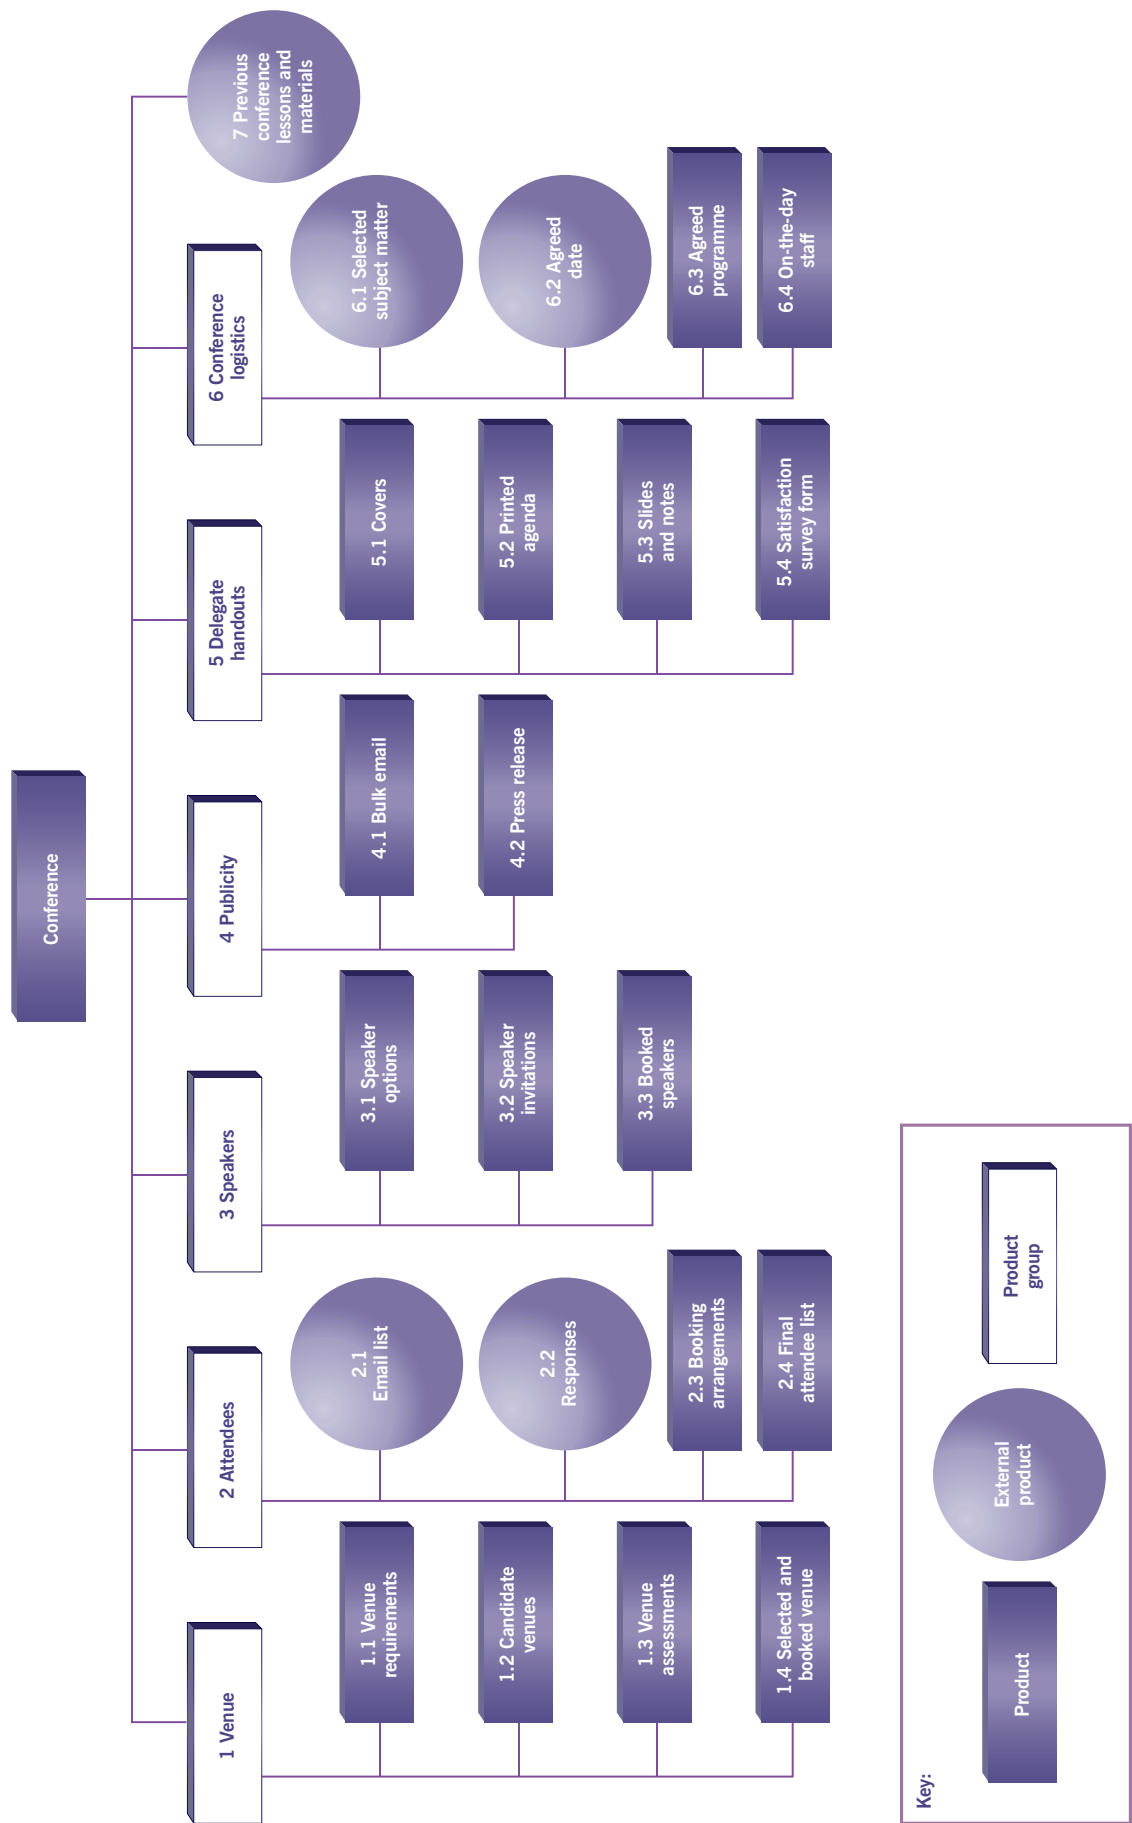 Conference
1 Venue
1.1 Venue
requirements
1.2 Candidate
venues
1.3 Venue
assessments
1.4 Selected and
booked venue
2 Attendees
2.1
Email list
2.2
Responses
2.3 Booking
arrangements
2.4 Final
attendee list
3 Speakers
3.1 Speaker
options
3.2 Speaker
invitations
3.3 Booked
speakers
4 Publicity
4.1 Bulk email
4.2 Press release
5 Delegate
handouts
5.1 Covers
5.2 Printed
agenda
5.3 Slides
and notes
5.4 Satisfaction
survey form
6 Conference
logistics
6.1 Selected
subject matter
6.2 Agreed
date
6.3 Agreed
programme
6.4 On-the-day
staff
7 Previous
conference
lessons and
materials
Key:
Product
External
product
Product
group